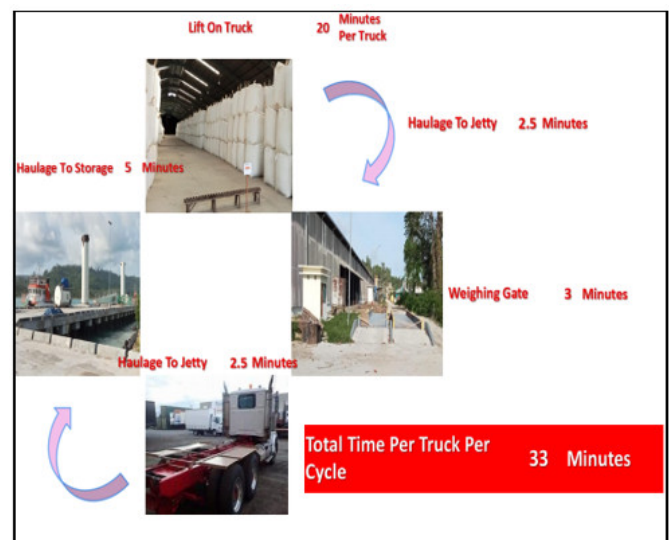 Lift On Truck 20 Minutes Per Truck
Haulage To Jetty 2.5 Minutes
Haulage To Storage 5 Minutes
Weighing Gate 3 Minutes
Haulage To Jetty 2.5 Minutes
Total Time Per Truck Per
Cycle 33 Minutes